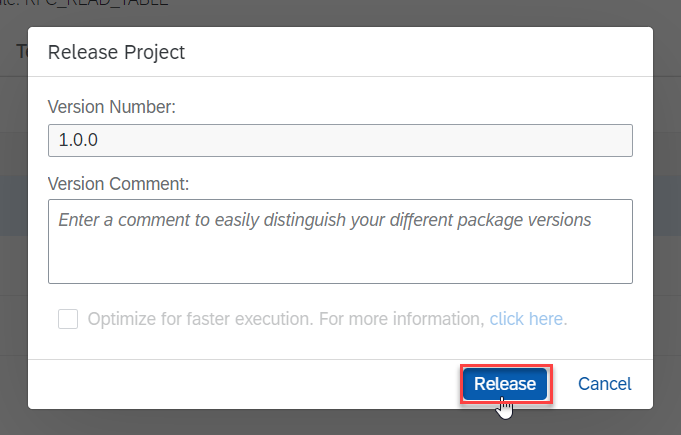 RFC_READ_TABLE
Release Project
Version Number:
1.0.0
Version Comment:
Enter a comment to easily distinguish your different package versions
Optimize for faster execution. For more information, click here.
Release
Cancel